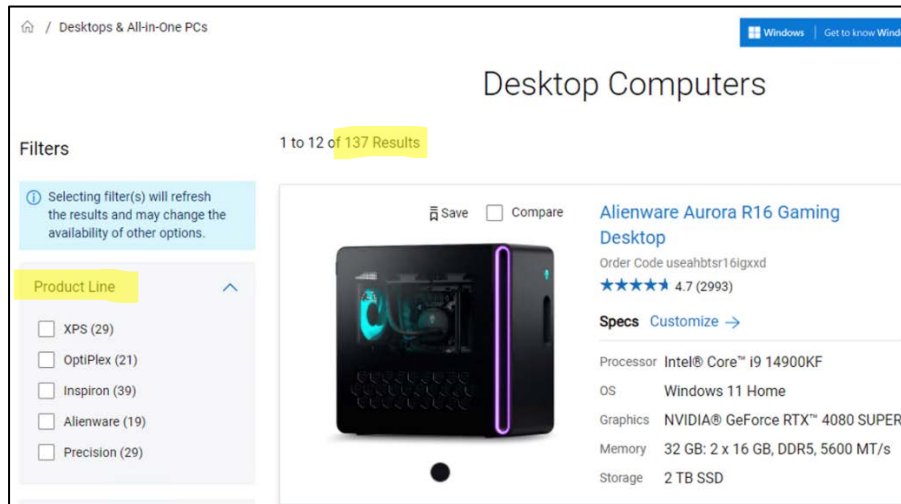 / Desktops & All-in-One PCs
Windows | Get to know
Desktop Computers
Filters
1 to 12 of 137 Results
Selecting filter(s) will refresh
the results and may change the
availability of other options.
Product Line
XPS (29)
OptiPlex (21)
Inspiron (39)
Alienware (19)
Precision (29)
Save
Compare
Alienware Aurora R16 Gaming
Desktop
Order Code useahbtsr16igxxd
4.7 (2993)
Specs Customize →
Processor Intel® Core™ i9 14900KF
OS Windows 11 Home
Graphics NVIDIA® GeForce RTX™ 4080 SUPER
Memory 32 GB: 2 x 16 GB, DDR5, 5600 MT/s
Storage 2 TB SSD